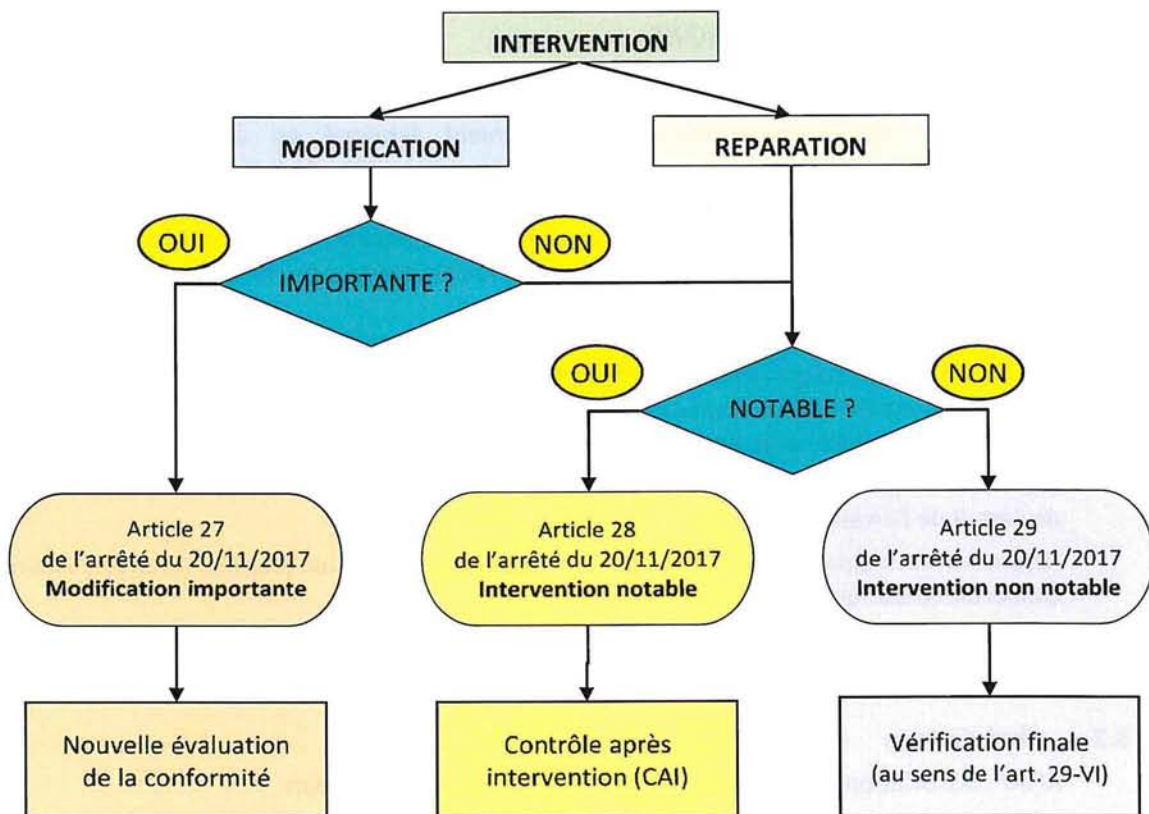 INTERVENTION
MODIFICATION
REPARATION
OUI
NON
IMPORTANTE ?
OUI
NON
NOTABLE ?
Article 27
de l'arrêté du 20/11/2017
Modification importante
Article 28
de l'arrêté du 20/11/2017
Intervention notable
Article 29
de l'arrêté du 20/11/2017
Intervention non notable
Nouvelle évaluation
de la conformité
Contrôle après
intervention (CAI)
Vérification finale
(au sens de l'art. 29-VI)